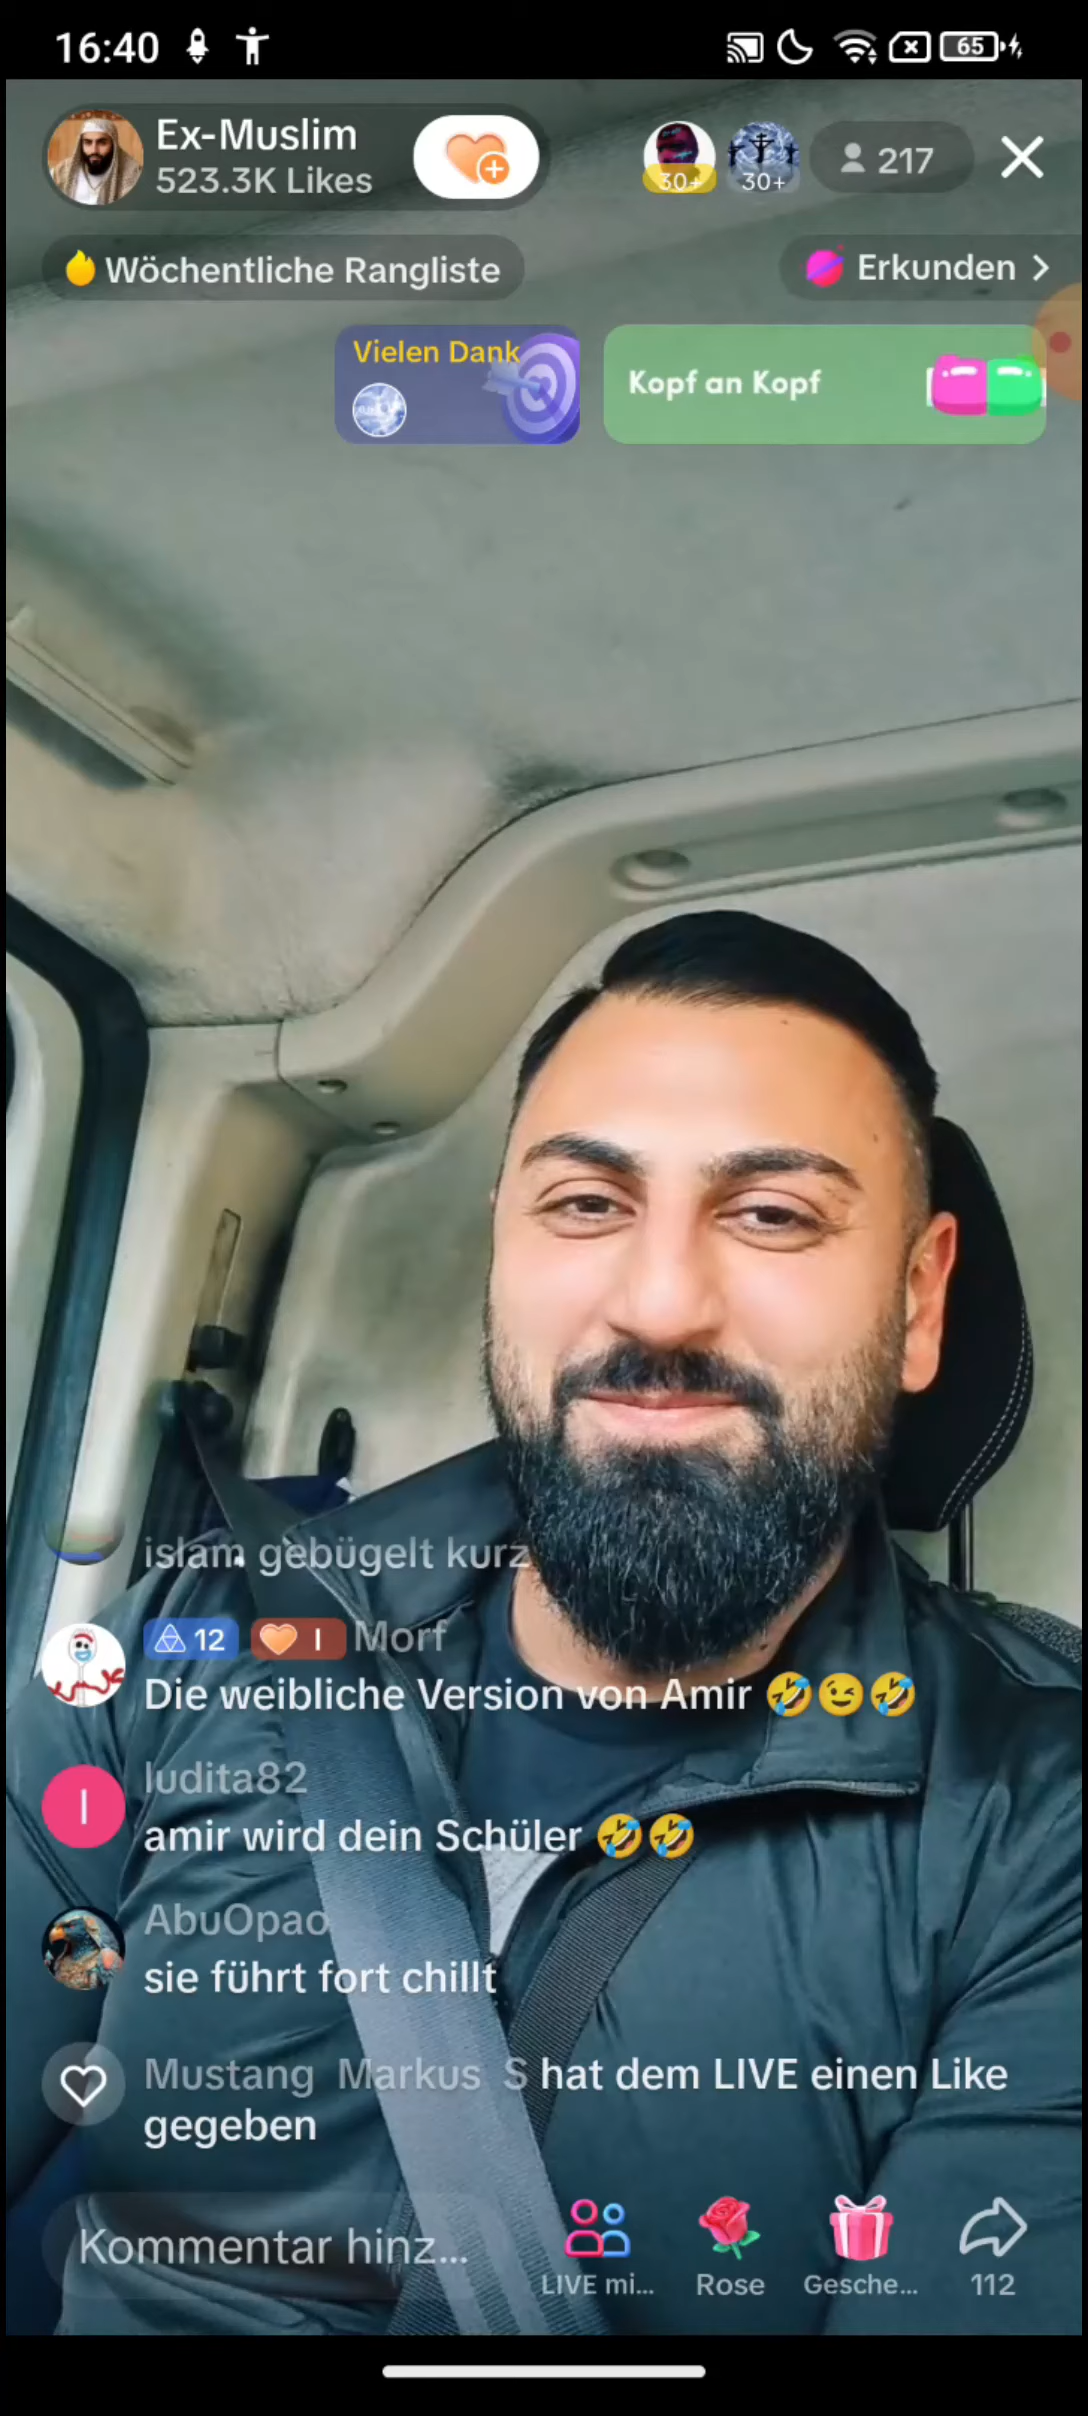 16:40
65
Ex-Muslim
523.3K Likes
30+
30+
217
Wöchentliche Rangliste
Erkunden >
Vielen Dank
Kopf an Kopf
islam gebügelt kurz
12 I Morf
Die weibliche Version von Amir 🤣😉🤣
ludita82
l
amir wird dein Schüler 🤣🤣
AbuOpao
sie führt fort chillt
Mustang Markus S hat dem LIVE einen Like
gegeben
Kommentar hinz...
LIVE mi...
Rose
Gesche...
112